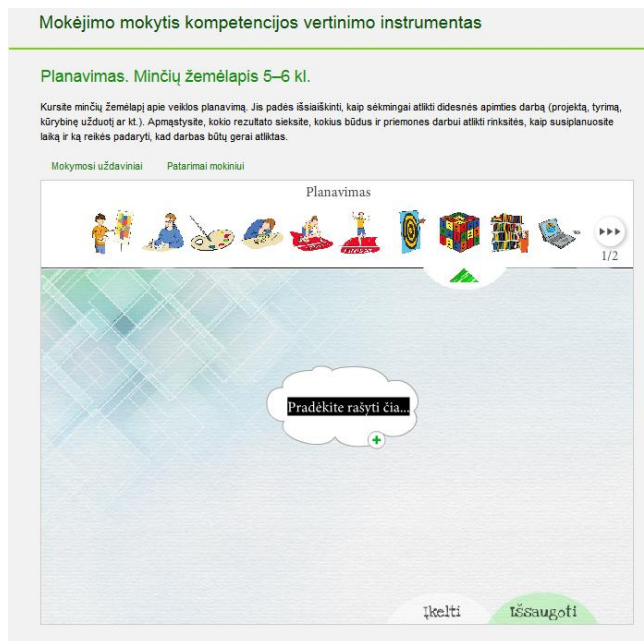 Mokėjimo mokytis kompetencijos vertinimo instrumentas
Planavimas. Minčių žemėlapis 5–6 kl.
Kursite minčių žemėlapį apie veiklos planavimą. Jis padės išsiaiškinti, kaip sėkmingai atlikti didesnės apimties darbą (projektą, tyrimą,
kūrybinę užduotį ar kt.). Apmąstysite, kokio rezultato sieksite, kokius būdus ir priemones darbui atlikti rinksitės, kaip susiplanuosite
laiką ir ką reikės padaryti, kad darbas būtų gerai atliktas.
Mokymosi uždaviniai Patarimai mokiniui
Planavimas
1/2
Pradėkite rašyti čia...
Įkelti Išsaugoti